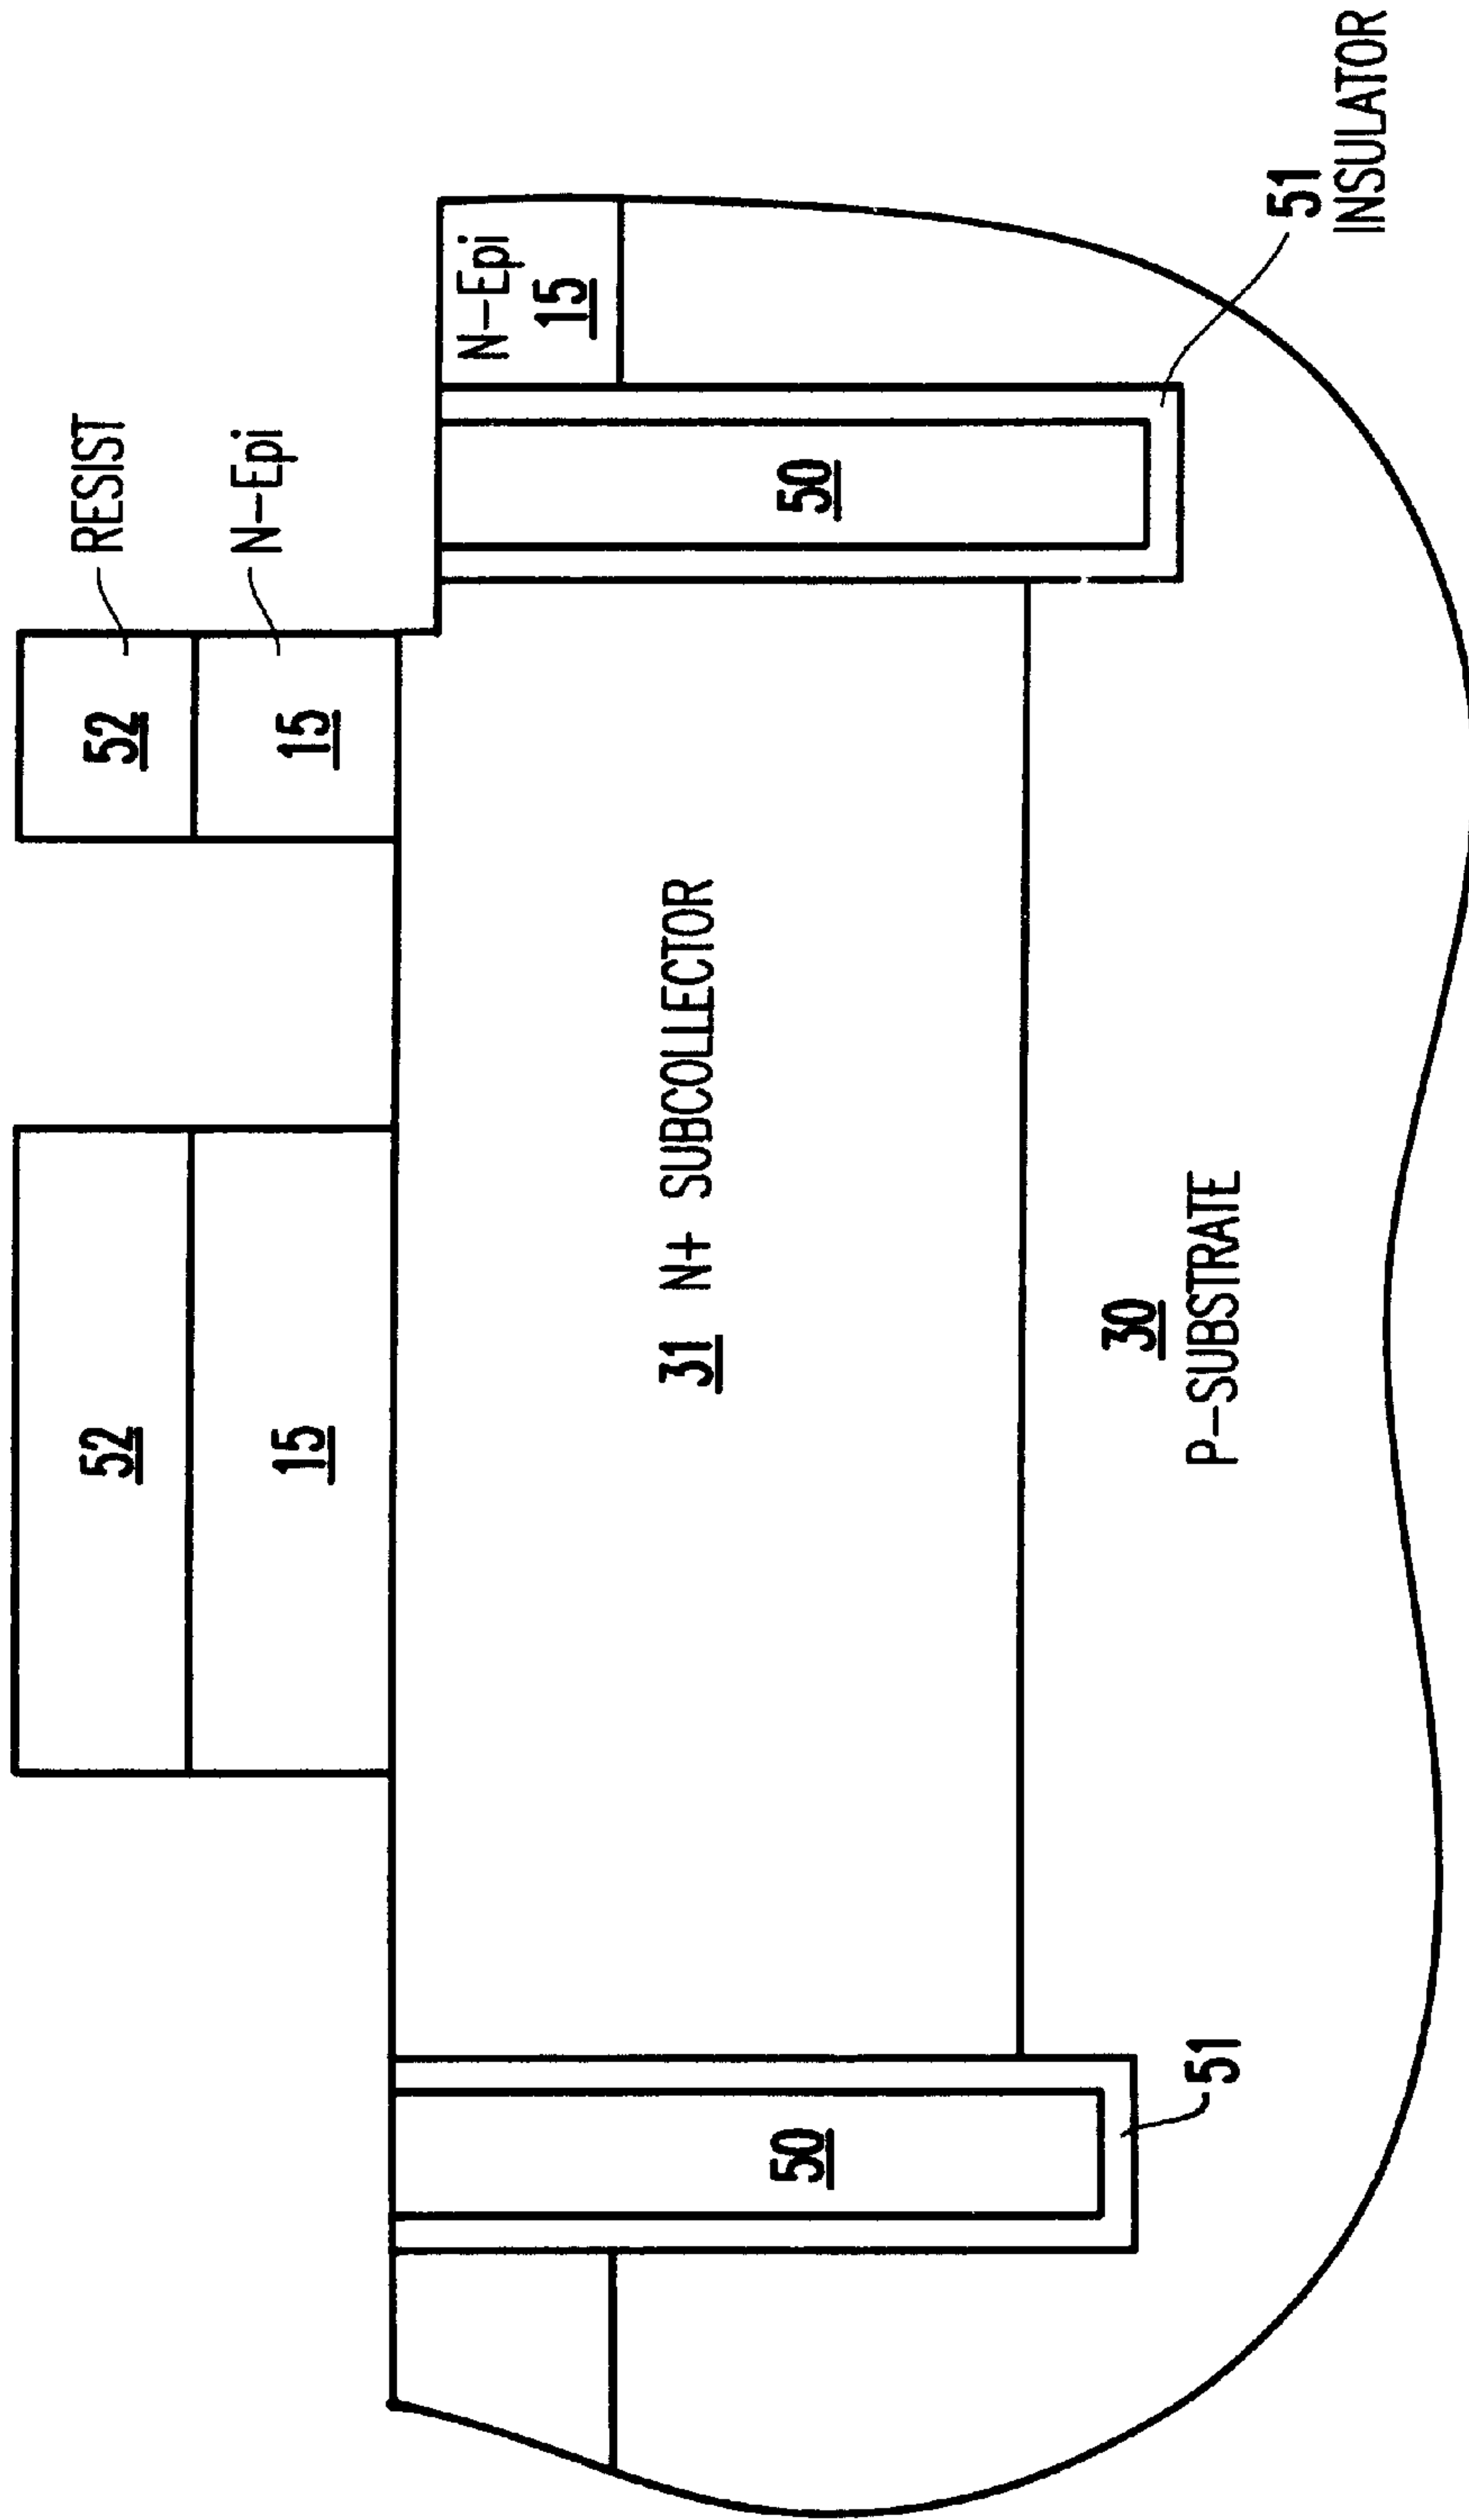 52
52
RESIST
15
15
N-Epi
N-Epi
15
31 N+ SUBCOLLECTOR
50
50
30
51
P-SUBSTRATE
51
INSULATOR